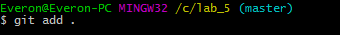 Everon@Everon-PC MINGW32 /c/lab_5 (master)
$ git add .